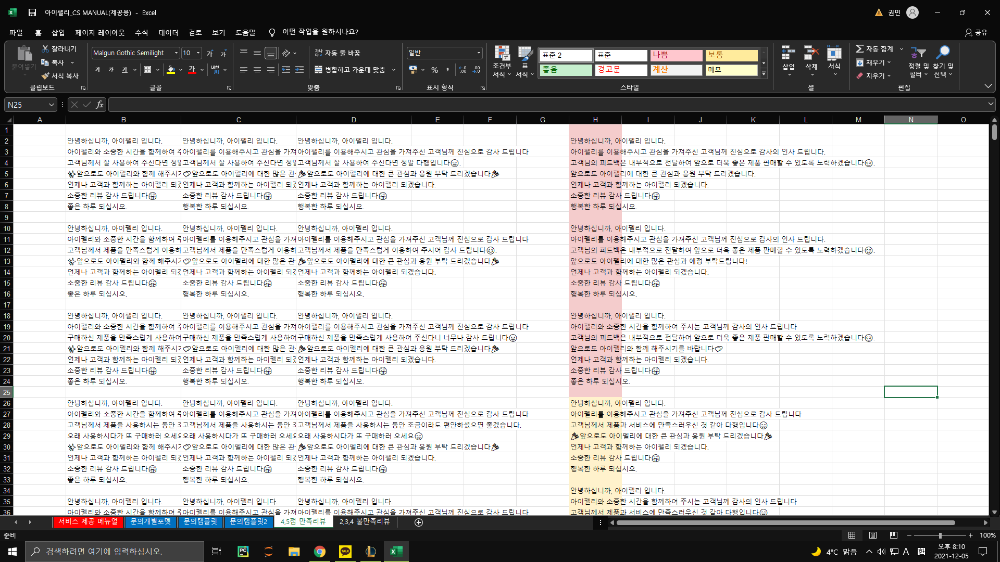 아이펠리_CS MANUAL(제공용) - Excel
권민
파일 홈 삽입 페이지 레이아웃 수식 데이터 검토 보기 도움말 어떤 작업을 원하시나요? 공유
붙여넣기 잘라내기 복사 서식 복사 클립보드
Malgun Gothic Semilight 10 가 가 가 가 가 가 내천 글꼴
자동 줄 바꿈 병합하고 가운데 맞춤 맞춤
일반 % , 표시 형식
조건부 서식 표 서식 표준 2 표준 나쁨 보통 좋음 경고문 계산 메모 스타일
삽입 삭제 서식 셀
자동 합계 채우기 지우기 정렬 및 필터 찾기 및 선택 편집
N25 fx
A B C D E F G H I J K L M N O
1
2 안녕하십니까, 아이펠리 입니다. 안녕하십니까, 아이펠리 입니다. 안녕하십니까, 아이펠리 입니다. 안녕하십니까, 아이펠리 입니다.
3 아이펠리와 소중한 시간을 함께하여 주 아이펠리를 이용해주시고 관심을 가져 아이펠리를 이용해주시고 관심을 가져주신 고객님께 진심으로 감사 드립니다 아이펠리를 이용해주시고 관심을 가져주신 고객님께 진심으로 감사의 인사 드립니다.
4 고객님께서 잘 사용하여 주신다면 정말 고객님께서 잘 사용하여 주신다면 정말 고객님께서 잘 사용하여 주신다면 정말 다행입니다😄. 고객님의 피드백은 내부적으로 전달하여 앞으로 더욱 좋은 제품 판매할 수 있도록 노력하겠습니다😊.
5 ✨앞으로도 아이펠리와 함께 해주시기 🤍앞으로도 아이펠리에 대한 많은 관 🎉앞으로도 아이펠리에 대한 큰 관심과 응원 부탁 드리겠습니다🎉 앞으로도 아이펠리에 대한 큰 관심과 응원 부탁 드리겠습니다.
6 언제나 고객과 함께하는 아이펠리 되겠 언제나 고객과 함께하는 아이펠리 되겠 언제나 고객과 함께하는 아이펠리 되겠습니다. 언제나 고객과 함께하는 아이펠리 되겠습니다.
7 소중한 리뷰 감사 드립니다🤗 소중한 리뷰 감사 드립니다🤗 소중한 리뷰 감사 드립니다🤗 소중한 리뷰 감사 드립니다🤗
8 좋은 하루 되십시오. 행복한 하루 되십시오. 행복한 하루 되십시오. 행복한 하루 되십시오.
9
10 안녕하십니까, 아이펠리 입니다. 안녕하십니까, 아이펠리 입니다. 안녕하십니까, 아이펠리 입니다. 안녕하십니까, 아이펠리 입니다.
11 아이펠리와 소중한 시간을 함께하여 주 아이펠리를 이용해주시고 관심을 가져 아이펠리를 이용해주시고 관심을 가져주신 고객님께 진심으로 감사 드립니다 아이펠리를 이용해주시고 관심을 가져주신 고객님께 진심으로 감사의 인사 드립니다.
12 고객님께서 제품을 만족스럽게 이용하 고객님께서 제품을 만족스럽게 이용하 고객님께서 제품을 만족스럽게 이용하여 주시어 감사 드립니다😃. 고객님의 피드백은 내부적으로 전달하여 앞으로 더욱 좋은 제품 판매할 수 있도록 노력하겠습니다😊.
13 ✨앞으로도 아이펠리와 함께 해주시기 🤍앞으로도 아이펠리에 대한 많은 관 🎉앞으로도 아이펠리에 대한 큰 관심과 응원 부탁 드리겠습니다🎉 앞으로도 아이펠리에 대한 많은 관심과 애정 부탁드립니다!
14 언제나 고객과 함께하는 아이펠리 되겠 언제나 고객과 함께하는 아이펠리 되겠 언제나 고객과 함께하는 아이펠리 되겠습니다. 언제나 고객과 함께하는 아이펠리 되겠습니다.
15 소중한 리뷰 감사 드립니다🤗 소중한 리뷰 감사 드립니다🤗 소중한 리뷰 감사 드립니다🤗 소중한 리뷰 감사 드립니다🤗
16 좋은 하루 되십시오. 행복한 하루 되십시오. 행복한 하루 되십시오. 행복한 하루 되십시오.
17
18 안녕하십니까, 아이펠리 입니다. 안녕하십니까, 아이펠리 입니다. 안녕하십니까, 아이펠리 입니다. 안녕하십니까, 아이펠리 입니다.
19 아이펠리와 소중한 시간을 함께하여 주 아이펠리를 이용해주시고 관심을 가져 아이펠리를 이용해주시고 관심을 가져주신 고객님께 진심으로 감사 드립니다 아이펠리와 소중한 시간을 함께하여 주시는 고객님께 감사의 인사 드립니다
20 구매하신 제품을 만족스럽게 사용하여 구매하신 제품을 만족스럽게 사용하여 구매하신 제품을 만족스럽게 사용하여 주신다니 너무나 감사 드립니다😀 고객님의 피드백은 내부적으로 전달하여 앞으로 더욱 좋은 제품 판매할 수 있도록 노력하겠습니다😊.
21 ✨앞으로도 아이펠리와 함께 해주시기 🤍앞으로도 아이펠리에 대한 많은 관 🎉앞으로도 아이펠리에 대한 큰 관심과 응원 부탁 드리겠습니다🎉 앞으로도 아이펠리와 함께 해주시기를 바랍니다🤍
22 언제나 고객과 함께하는 아이펠리 되겠 언제나 고객과 함께하는 아이펠리 되겠 언제나 고객과 함께하는 아이펠리 되겠습니다. 언제나 고객과 함께하는 아이펠리 되겠습니다.
23 소중한 리뷰 감사 드립니다🤗 소중한 리뷰 감사 드립니다🤗 소중한 리뷰 감사 드립니다🤗 소중한 리뷰 감사 드립니다🤗
24 좋은 하루 되십시오. 행복한 하루 되십시오. 행복한 하루 되십시오. 좋은 하루 되십시오.
25
26 안녕하십니까, 아이펠리 입니다. 안녕하십니까, 아이펠리 입니다. 안녕하십니까, 아이펠리 입니다. 안녕하십니까, 아이펠리 입니다.
27 아이펠리와 소중한 시간을 함께하여 주 아이펠리를 이용해주시고 관심을 가져 아이펠리를 이용해주시고 관심을 가져주신 고객님께 진심으로 감사 드립니다 아이펠리를 이용해주시고 관심을 가져주신 고객님께 진심으로 감사 드립니다
28 고객님께서 제품을 사용하시는 동안 조 고객님께서 제품을 사용하시는 동안 조 고객님께서 제품을 사용하시는 동안 조금이라도 편안하셨으면 좋겠습니다. 고객님께서 제품과 서비스에 만족스러우신 것 같아 다행입니다😄
29 오래 사용하시다가 또 구매하러 오세요 오래 사용하시다가 또 구매하러 오세요 오래 사용하시다가 또 구매하러 오세요😄 🎉앞으로도 아이펠리에 대한 큰 관심과 응원 부탁 드리겠습니다🎉
30 ✨앞으로도 아이펠리와 함께 해주시기 🤍앞으로도 아이펠리에 대한 많은 관 🎉앞으로도 아이펠리에 대한 큰 관심과 응원 부탁 드리겠습니다🎉 언제나 고객과 함께하는 아이펠리 되겠습니다.
31 언제나 고객과 함께하는 아이펠리 되겠 언제나 고객과 함께하는 아이펠리 되겠 언제나 고객과 함께하는 아이펠리 되겠습니다. 소중한 리뷰 감사 드립니다🤗
32 소중한 리뷰 감사 드립니다🤗 소중한 리뷰 감사 드립니다🤗 소중한 리뷰 감사 드립니다🤗 행복한 하루 되십시오.
33 좋은 하루 되십시오. 행복한 하루 되십시오. 행복한 하루 되십시오.
34 안녕하십니까, 아이펠리 입니다.
35 안녕하십니까, 아이펠리 입니다. 안녕하십니까, 아이펠리 입니다. 안녕하십니까, 아이펠리 입니다. 아이펠리와 소중한 시간을 함께하여 주시는 고객님께 감사의 인사 드립니다
36 아이펠리와 소중한 시간을 함께하여 주 아이펠리를 이용해주시고 관심을 가져 아이펠리를 이용해주시고 관심을 가져주신 고객님께 진심으로 감사 드립니다 고객님께서 제품과 서비스에 만족스러우신 것 같아 다행입니다😄
서비스 제공 메뉴얼 문의개별포멧 문의템플릿 문의템플릿2 4,5점 만족리뷰 2,3,4 불만족리뷰
준비 100%
검색하려면 여기에 입력하십시오. PC TALK 4°C 맑음 A 한 오후 8:10
2021-12-05